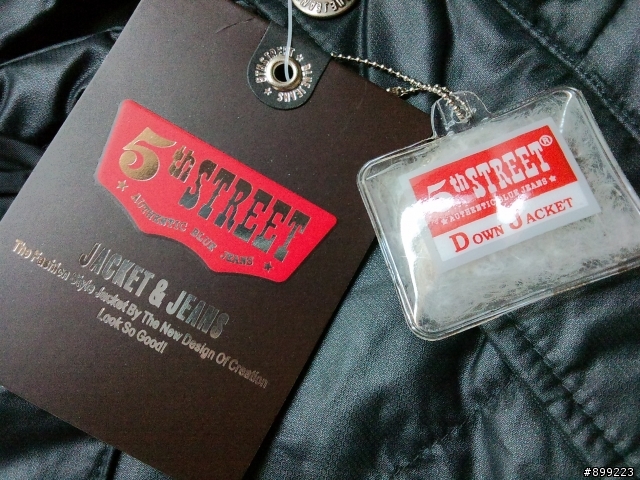 5th STREET
★ AUTHENTIC BLUE JEANS ★
JACKET & JEANS
The Fashion Style Jacked By The New Design Of Creation
Look So Good!
5th STREET®
★AUTHENTIC BLUE JEANS★
DOWN JACKET
#899223